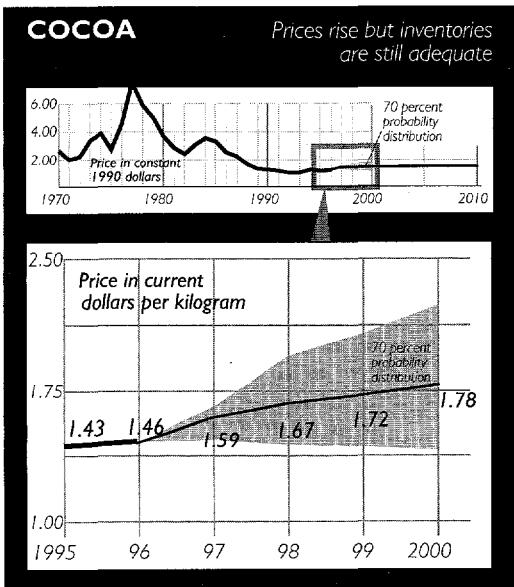 COCOA
Prices rise but inventories
are still adequate
6.00
4.00
2.00
70 percent
probability
distribution
Price in constant
1990 dollars
1970 1980 1990 2000 2010
2.50
Price in current
dollars per kilogram
70 percent
probability
distribution
1.75
1.43 1.46 1.59 1.67 1.72 1.78
1.00
1995 96 97 98 99 2000